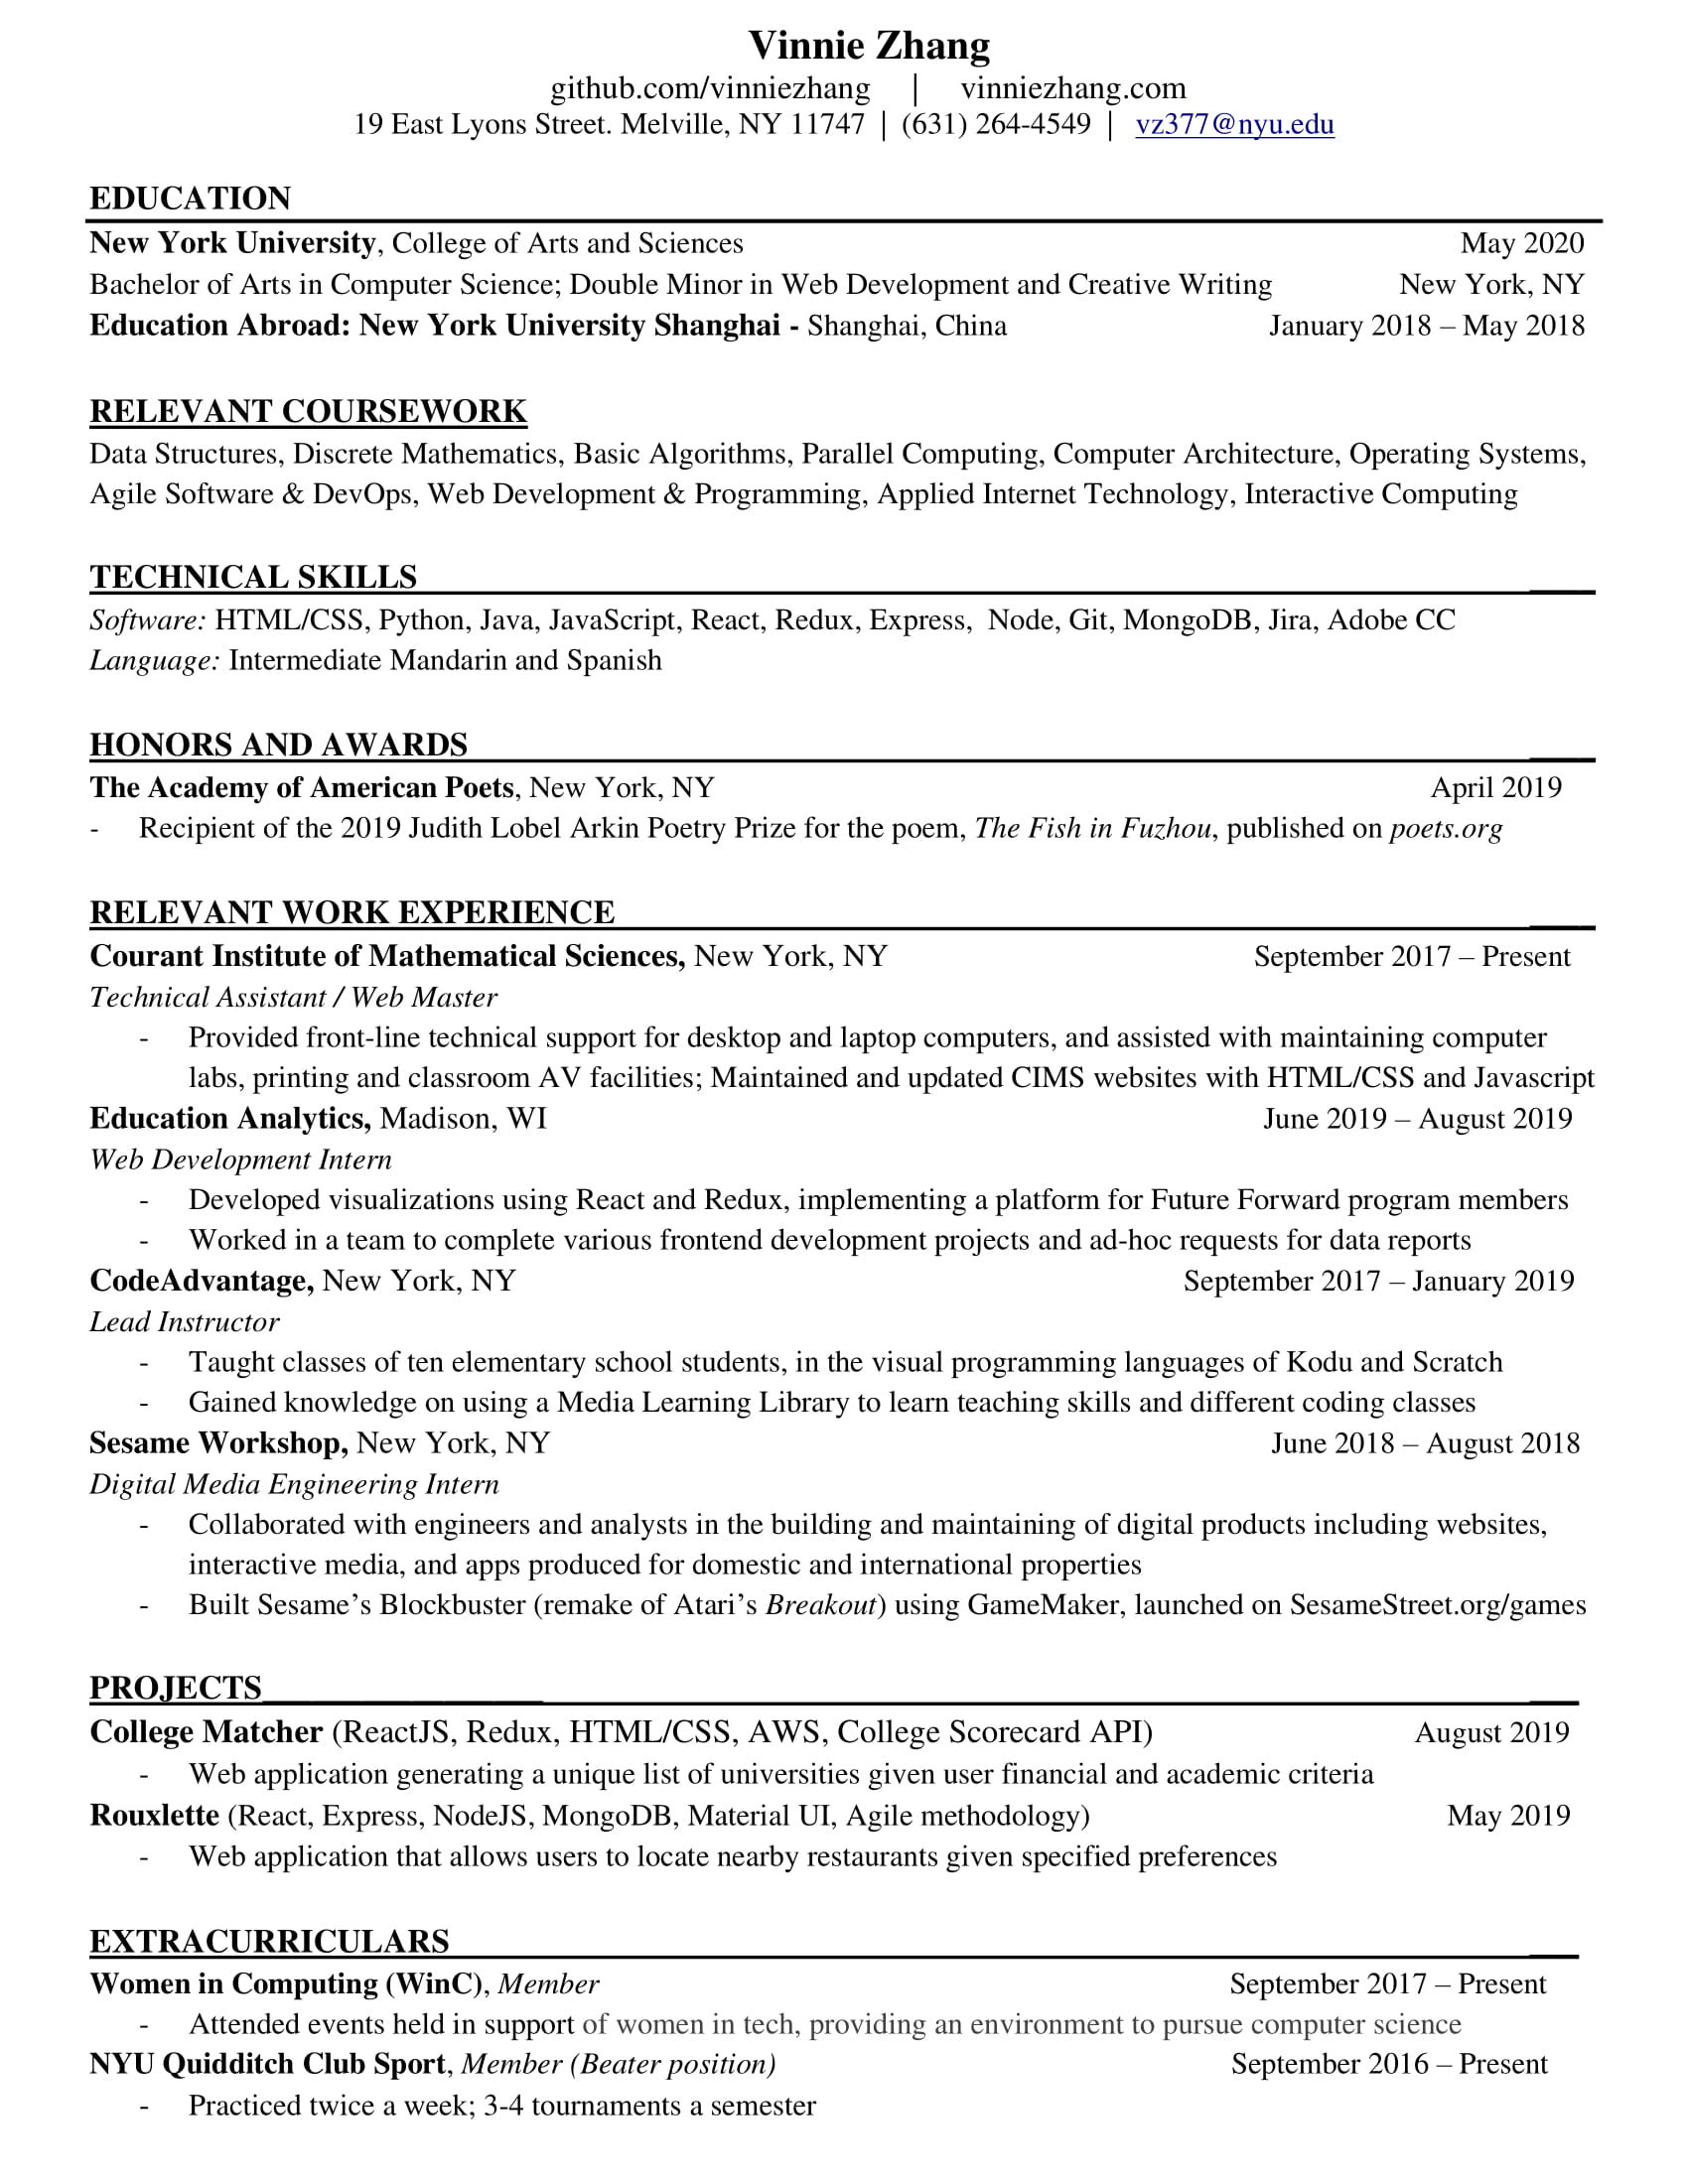 Vinnie Zhang
github.com/vinniezhang | vinniezhang.com
19 East Lyons Street. Melville, NY 11747 | (631) 264-4549 | vz377@nyu.edu
EDUCATION
New York University, College of Arts and Sciences May 2020
Bachelor of Arts in Computer Science; Double Minor in Web Development and Creative Writing New York, NY
Education Abroad: New York University Shanghai - Shanghai, China January 2018 – May 2018
RELEVANT COURSEWORK
Data Structures, Discrete Mathematics, Basic Algorithms, Parallel Computing, Computer Architecture, Operating Systems,
Agile Software & DevOps, Web Development & Programming, Applied Internet Technology, Interactive Computing
TECHNICAL SKILLS
Software: HTML/CSS, Python, Java, JavaScript, React, Redux, Express, Node, Git, MongoDB, Jira, Adobe CC
Language: Intermediate Mandarin and Spanish
HONORS AND AWARDS
The Academy of American Poets, New York, NY April 2019
- Recipient of the 2019 Judith Lobel Arkin Poetry Prize for the poem, The Fish in Fuzhou, published on poets.org
RELEVANT WORK EXPERIENCE
Courant Institute of Mathematical Sciences, New York, NY September 2017 – Present
Technical Assistant / Web Master
- Provided front-line technical support for desktop and laptop computers, and assisted with maintaining computer
labs, printing and classroom AV facilities; Maintained and updated CIMS websites with HTML/CSS and Javascript
Education Analytics, Madison, WI June 2019 – August 2019
Web Development Intern
- Developed visualizations using React and Redux, implementing a platform for Future Forward program members
- Worked in a team to complete various frontend development projects and ad-hoc requests for data reports
CodeAdvantage, New York, NY September 2017 – January 2019
Lead Instructor
- Taught classes of ten elementary school students, in the visual programming languages of Kodu and Scratch
- Gained knowledge on using a Media Learning Library to learn teaching skills and different coding classes
Sesame Workshop, New York, NY June 2018 – August 2018
Digital Media Engineering Intern
- Collaborated with engineers and analysts in the building and maintaining of digital products including websites,
interactive media, and apps produced for domestic and international properties
- Built Sesame’s Blockbuster (remake of Atari’s Breakout) using GameMaker, launched on SesameStreet.org/games
PROJECTS
College Matcher (ReactJS, Redux, HTML/CSS, AWS, College Scorecard API) August 2019
- Web application generating a unique list of universities given user financial and academic criteria
Rouxlette (React, Express, NodeJS, MongoDB, Material UI, Agile methodology) May 2019
- Web application that allows users to locate nearby restaurants given specified preferences
EXTRACURRICULARS
Women in Computing (WinC), Member September 2017 – Present
- Attended events held in support of women in tech, providing an environment to pursue computer science
NYU Quidditch Club Sport, Member (Beater position) September 2016 – Present
- Practiced twice a week; 3-4 tournaments a semester